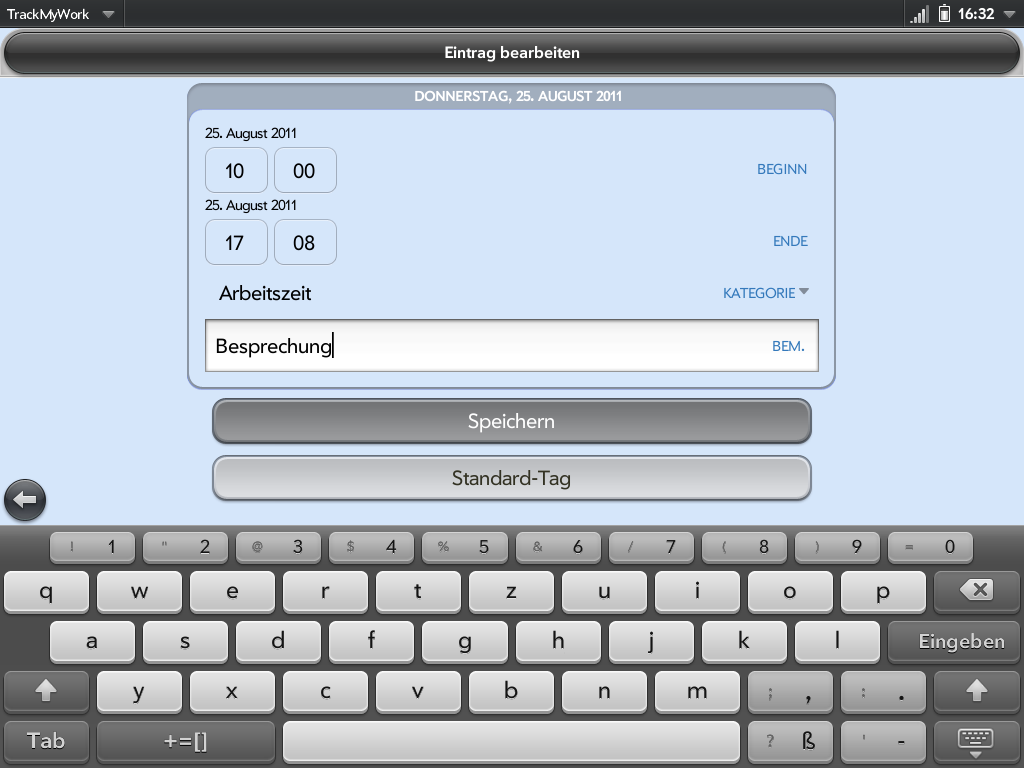 TrackMyWork 16:32
Eintrag bearbeiten
DONNERSTAG, 25. AUGUST 2011
25. August 2011
10 00 BEGINN
25. August 2011
17 08 ENDE
Arbeitszeit KATEGORIE
Besprechung BEM.
Speichern
Standard-Tag
! 1 " 2 @ 3 $ 4 % 5 & 6 / 7 ( 8 ) 9 = 0
q w e r t z u i o p
a s d f g h j k l Eingeben
y x c v b n m ; , : .
Tab +=[] ? ß ' -